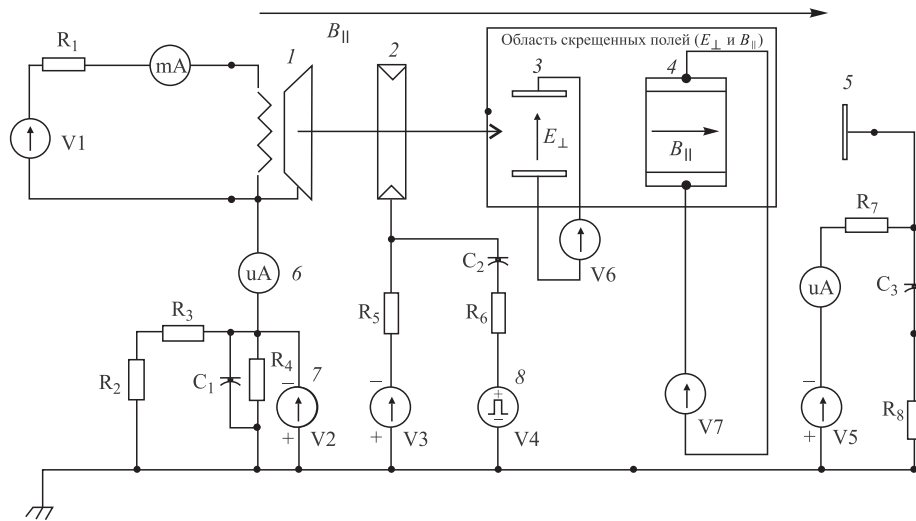 B∥
R1
mA
1
2
Область скрещенных полей (E⊥ и B∥)
3
4
5
V1
E⊥
B∥
R7
uA
6
C2
V6
uA
C3
R3
R5
R6
R2
C1
R4
–
7
–
8
+
–
–
R8
+
V2
+
V3
V4
V7
+
V5